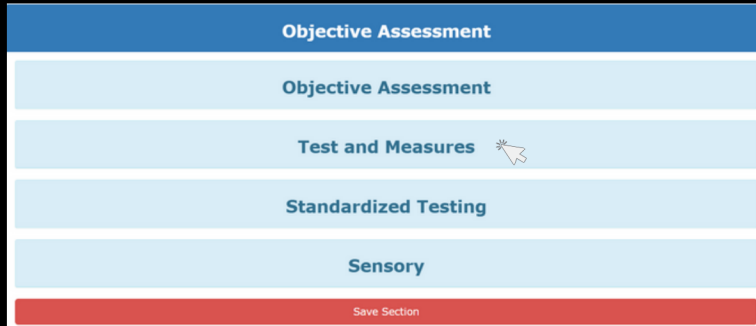 Objective Assessment
Objective Assessment
Test and Measures
Standardized Testing
Sensory
Save Section